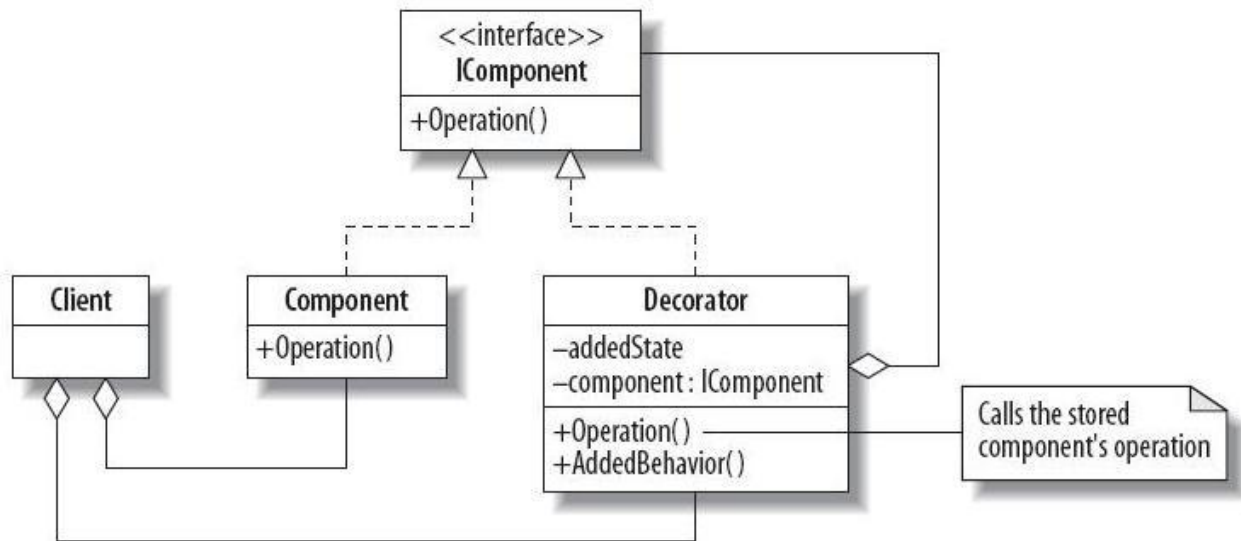 <<interface>>
IComponent
+Operation()
Client
Component
+Operation()
Decorator
–addedState
–component : IComponent
+Operation()
+AddedBehavior()
Calls the stored
component's operation